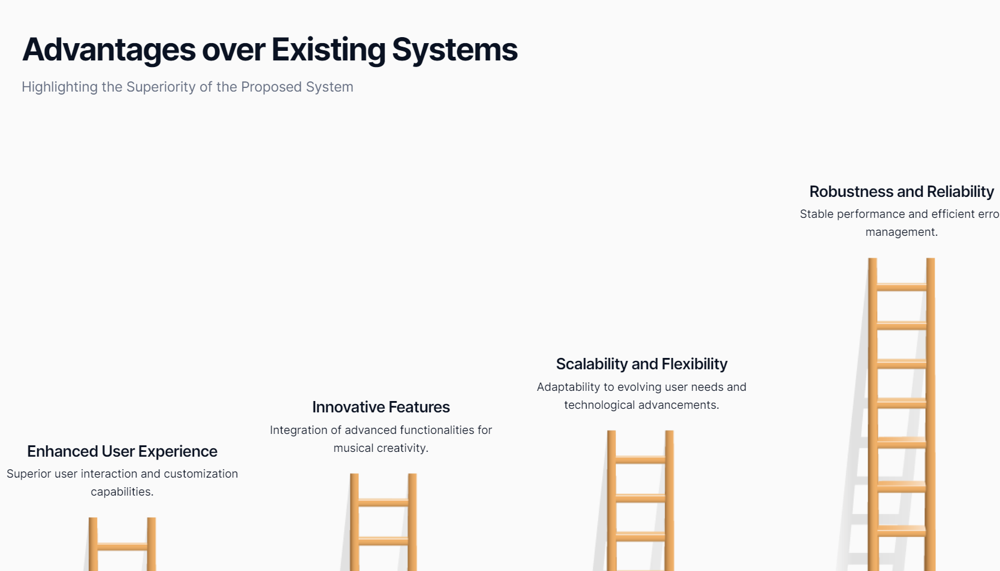 Advantages over Existing Systems
Highlighting the Superiority of the Proposed System
Robustness and Reliability
Stable performance and efficient erro
management.
Scalability and Flexibility
Adaptability to evolving user needs and
technological advancements.
Innovative Features
Integration of advanced functionalities for
musical creativity.
Enhanced User Experience
Superior user interaction and customization
capabilities.